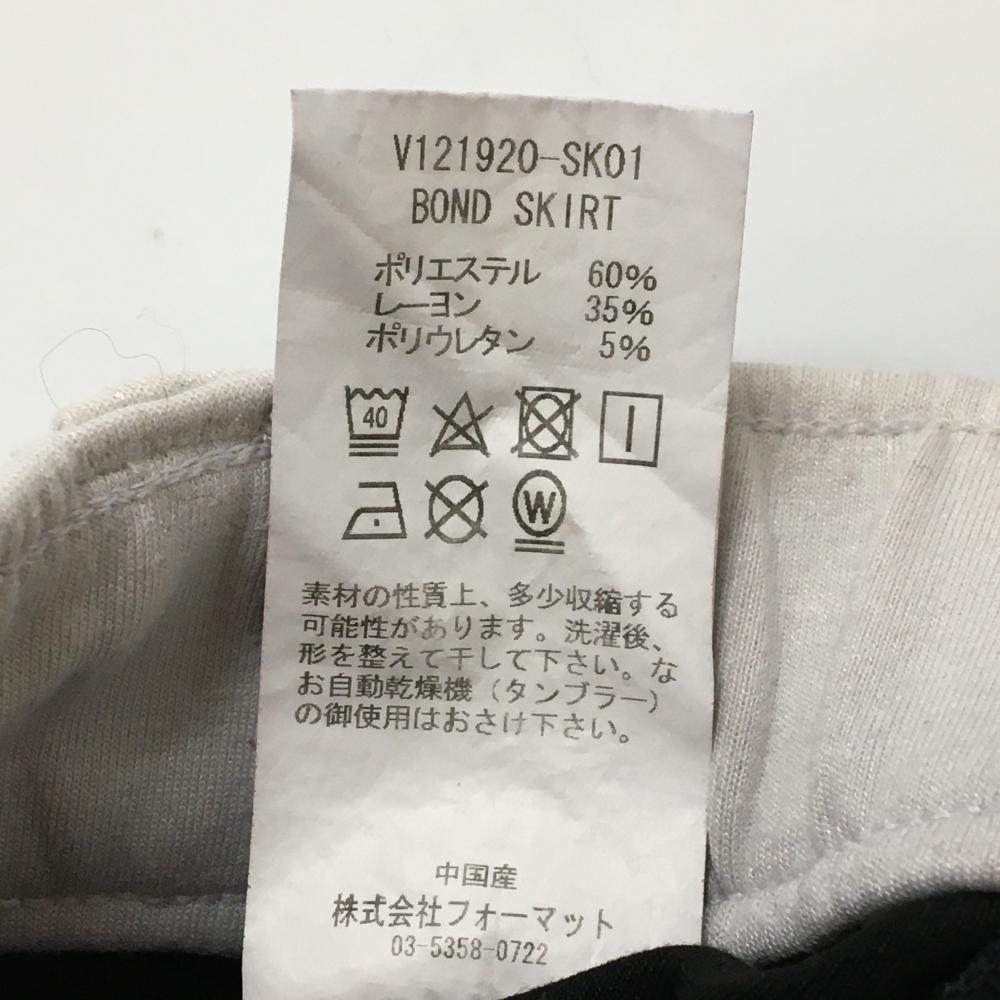 V121920-SK01
BOND SKIRT
ポリエステル 60%
レーヨン 35%
ポリウレタン 5%
40
W
素材の性質上、多少収縮する
可能性があります。洗濯後、
形を整えて干して下さい。な
お自動乾燥機（タンブラー）
の御使用はおさけ下さい。
中国産
株式会社フォーマット
03-5358-0722